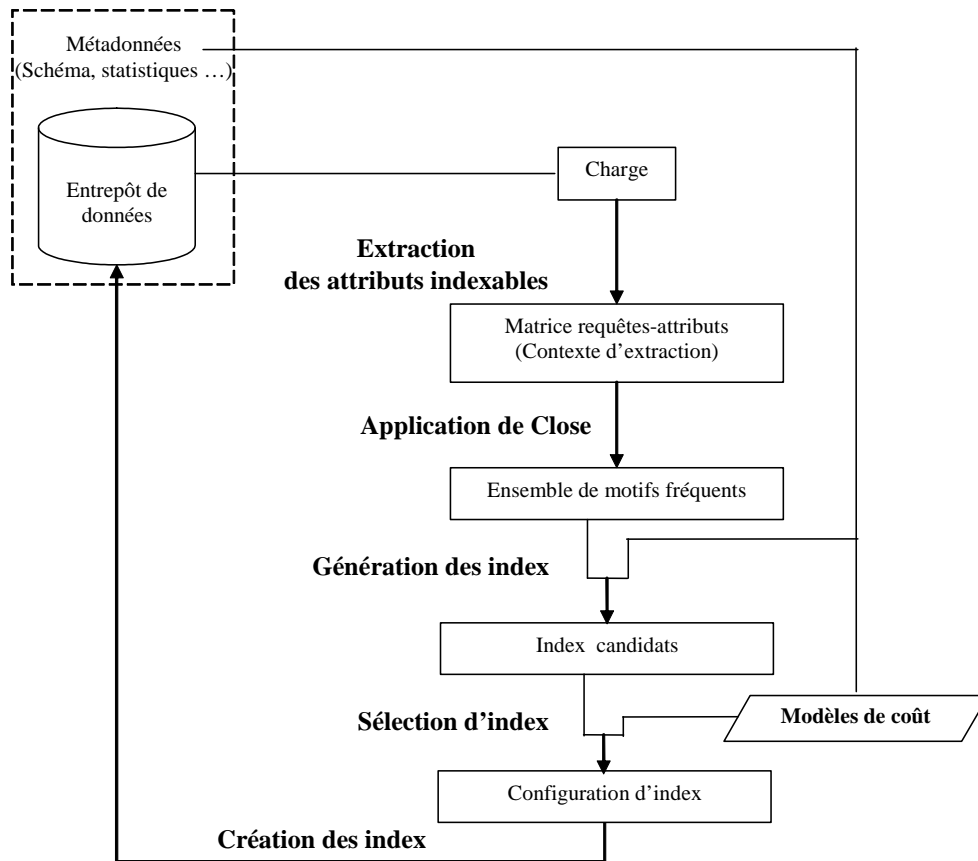 Métadonnées
(Schéma, statistiques …)
Entrepôt de
données
Charge
Extraction
des attributs indexables
Matrice requêtes-attributs
(Contexte d’extraction)
Application de Close
Ensemble de motifs fréquents
Génération des index
Index candidats
Sélection d’index
Modèles de coût
Configuration d’index
Création des index